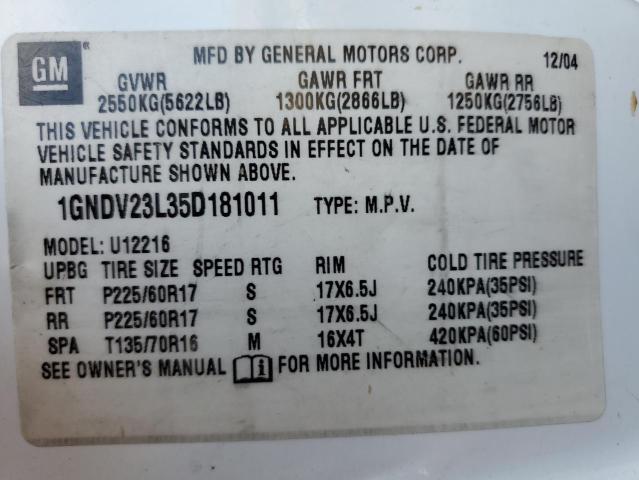 GM®
MFD BY GENERAL MOTORS CORP. 12/04
GVWR GAWR FRT GAWR RR
2550KG(5622LB) 1300KG(2866LB) 1250KG(2756LB)
THIS VEHICLE CONFORMS TO ALL APPLICABLE U.S. FEDERAL MOTOR
VEHICLE SAFETY STANDARDS IN EFFECT ON THE DATE OF
MANUFACTURE SHOWN ABOVE.
1GNDV23L35D181011 TYPE: M.P.V.
MODEL: U12216
UPBG TIRE SIZE SPEED RTG RIM COLD TIRE PRESSURE
FRT P225/60R17 S 17X6.5J 240KPA(35PSI)
RR P225/60R17 S 17X6.5J 240KPA(35PSI)
SPA T135/70R16 M 16X4T 420KPA(60PSI)
SEE OWNER'S MANUAL i FOR MORE INFORMATION.